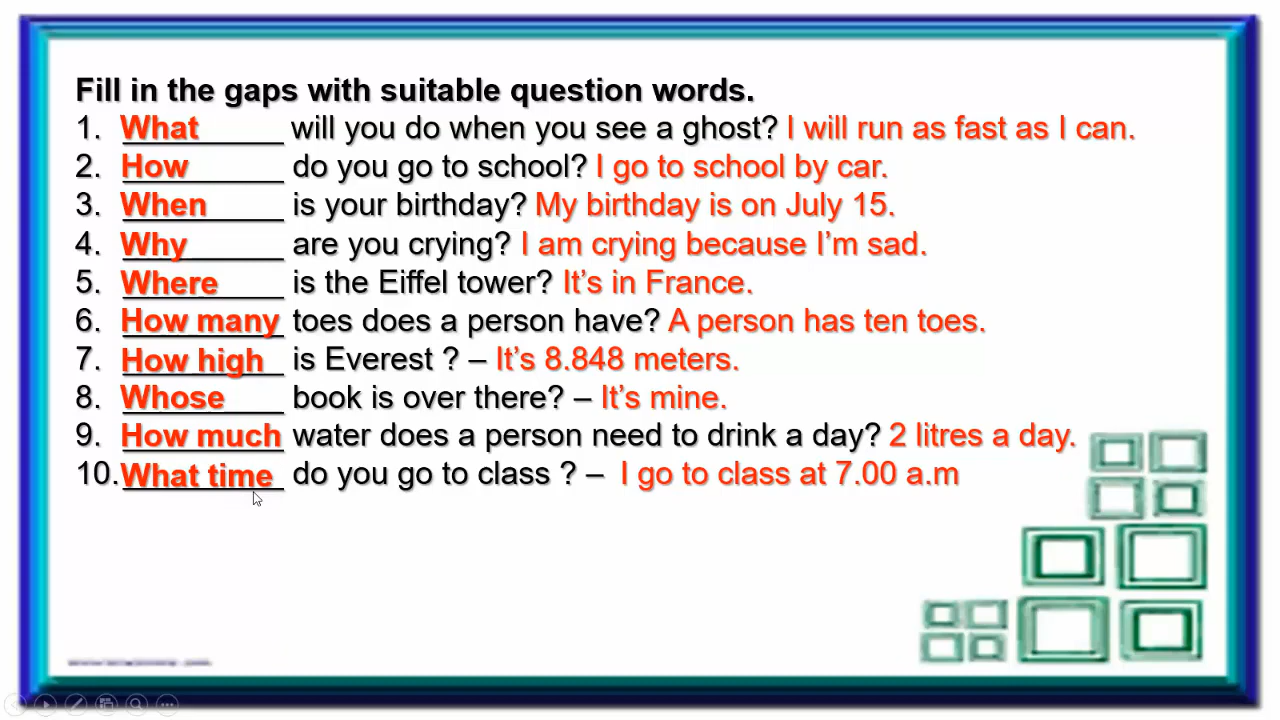 Fill in the gaps with suitable question words.
1. What will you do when you see a ghost? I will run as fast as I can.
2. How do you go to school? I go to school by car.
3. When is your birthday? My birthday is on July 15.
4. Why are you crying? I am crying because I’m sad.
5. Where is the Eiffel tower? It’s in France.
6. How many toes does a person have? A person has ten toes.
7. How high is Everest ? – It’s 8.848 meters.
8. Whose book is over there? – It’s mine.
9. How much water does a person need to drink a day? 2 litres a day.
10. What time do you go to class ? – I go to class at 7.00 a.m